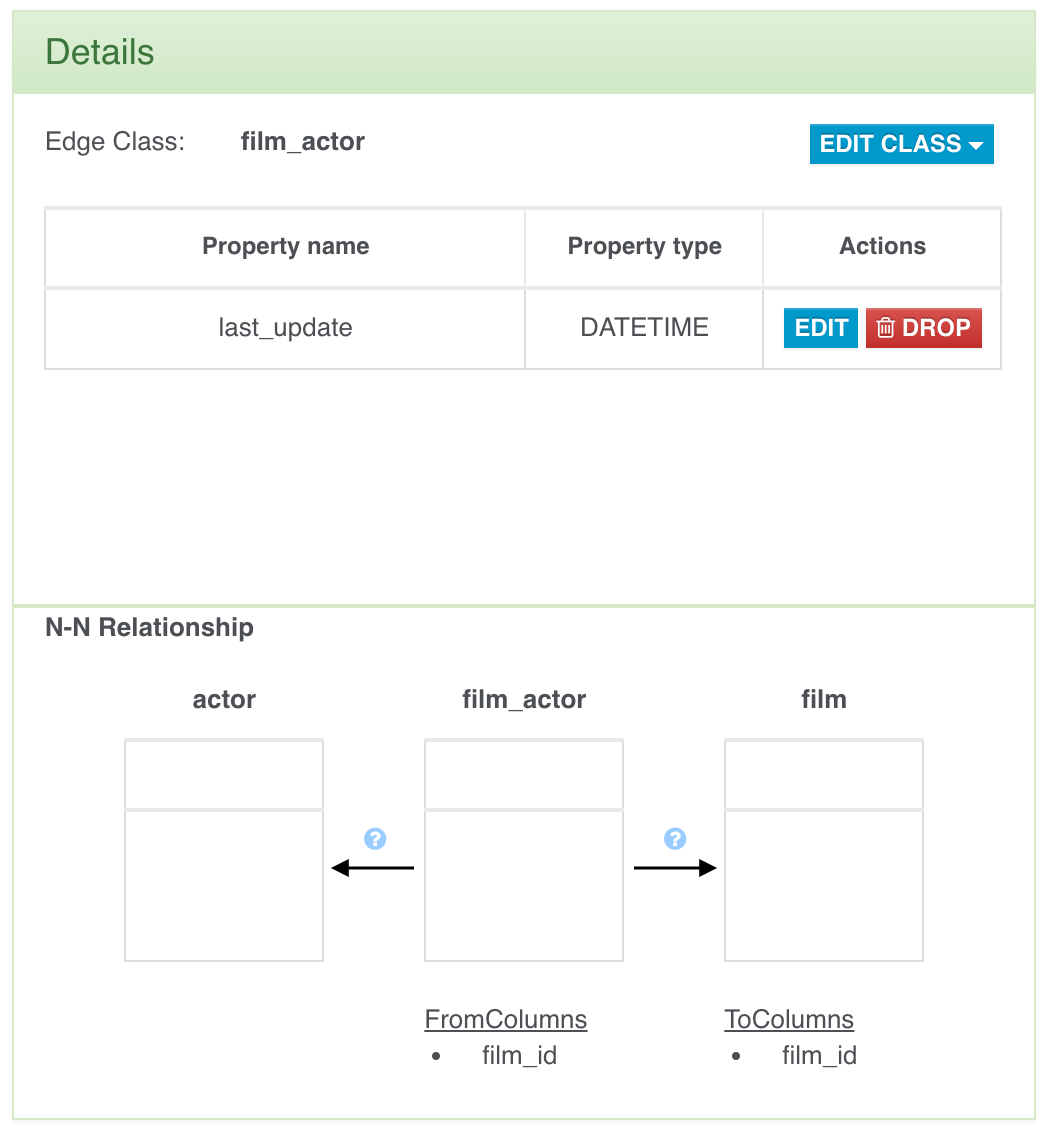 Details
Edge Class: film_actor EDIT CLASS
Property name Property type Actions
last_update DATETIME EDIT DROP
N-N Relationship
actor film_actor film
? ?
FromColumns ToColumns
• film_id • film_id